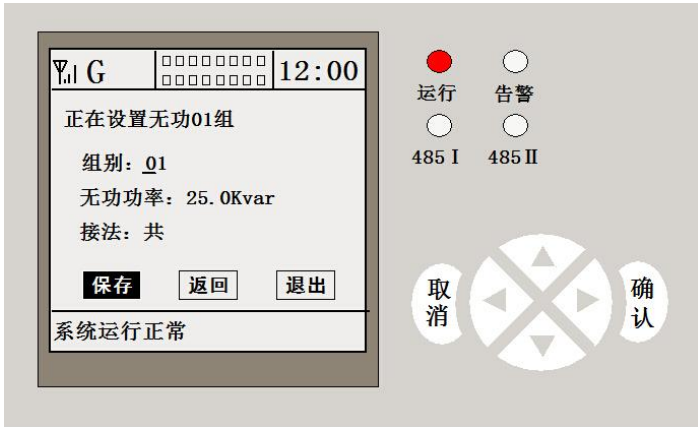 G 12:00
正在设置无功01组
组别：01
无功功率：25.0Kvar
接法：共
保存 返回 退出
系统运行正常
运行 告警
485Ⅰ 485Ⅱ
取消
确认